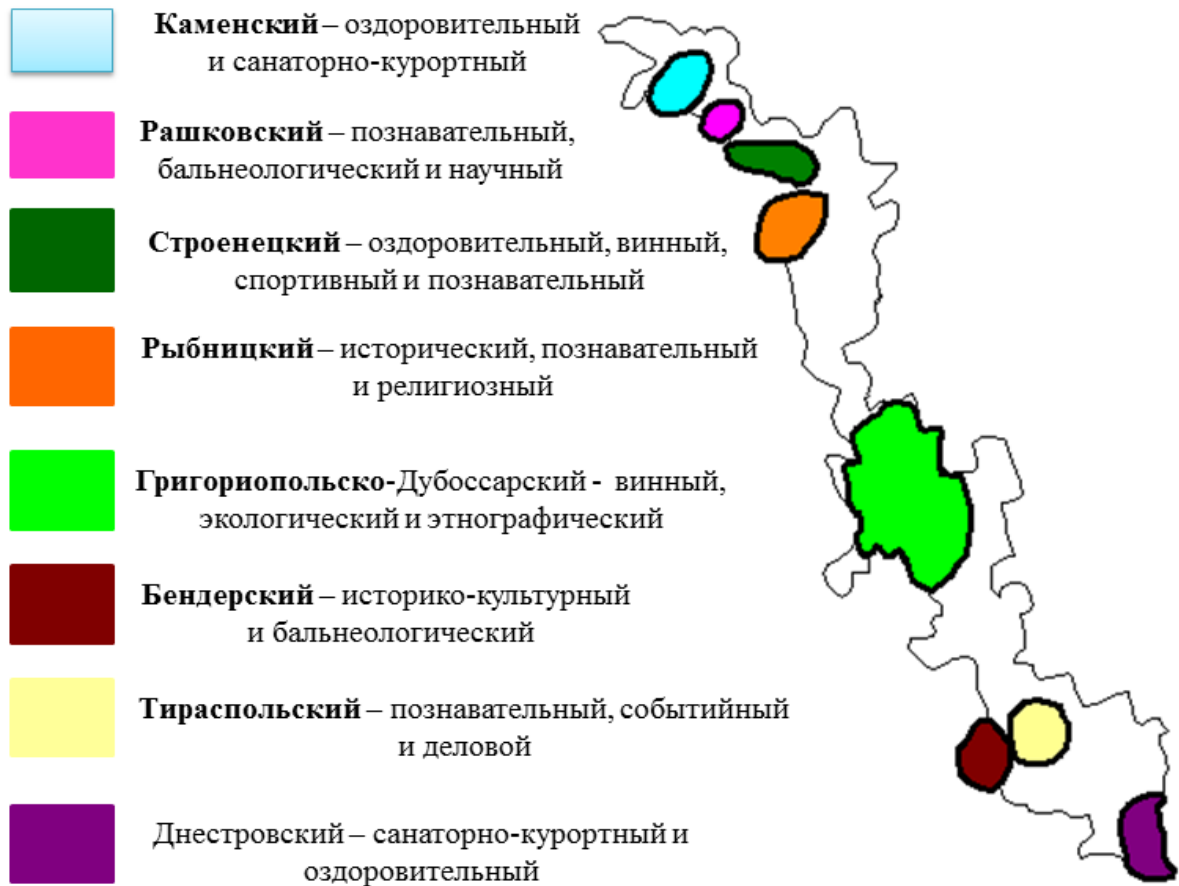 Каменский – оздоровительный
и санаторно-курортный
Рашковский – познавательный,
бальнеологический и научный
Строенецкий – оздоровительный, винный,
спортивный и познавательный
Рыбницкий – исторический, познавательный
и религиозный
Григориопольско-Дубоссарский - винный,
экологический и этнографический
Бендерский – историко-культурный
и бальнеологический
Тираспольский – познавательный, событийный
и деловой
Днестровский – санаторно-курортный и
оздоровительный